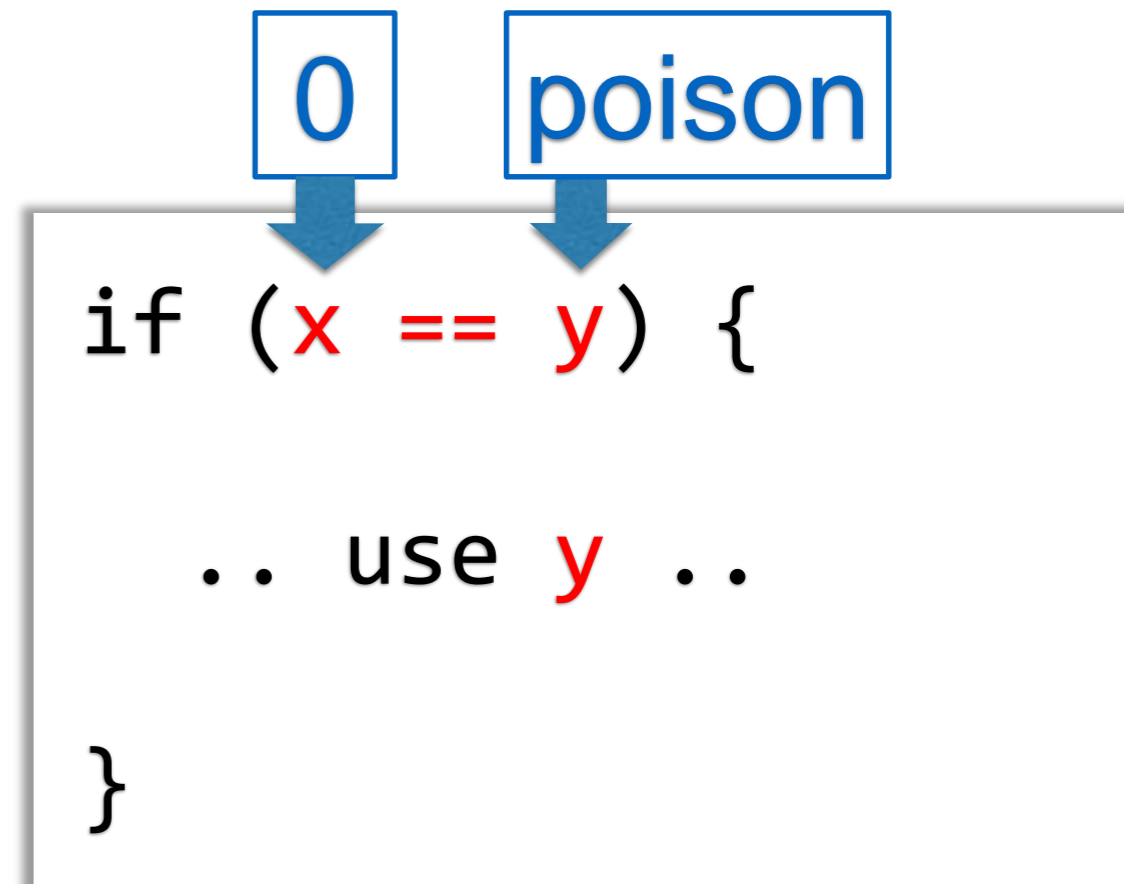 0 poison
if (x == y) {
.. use y ..
}